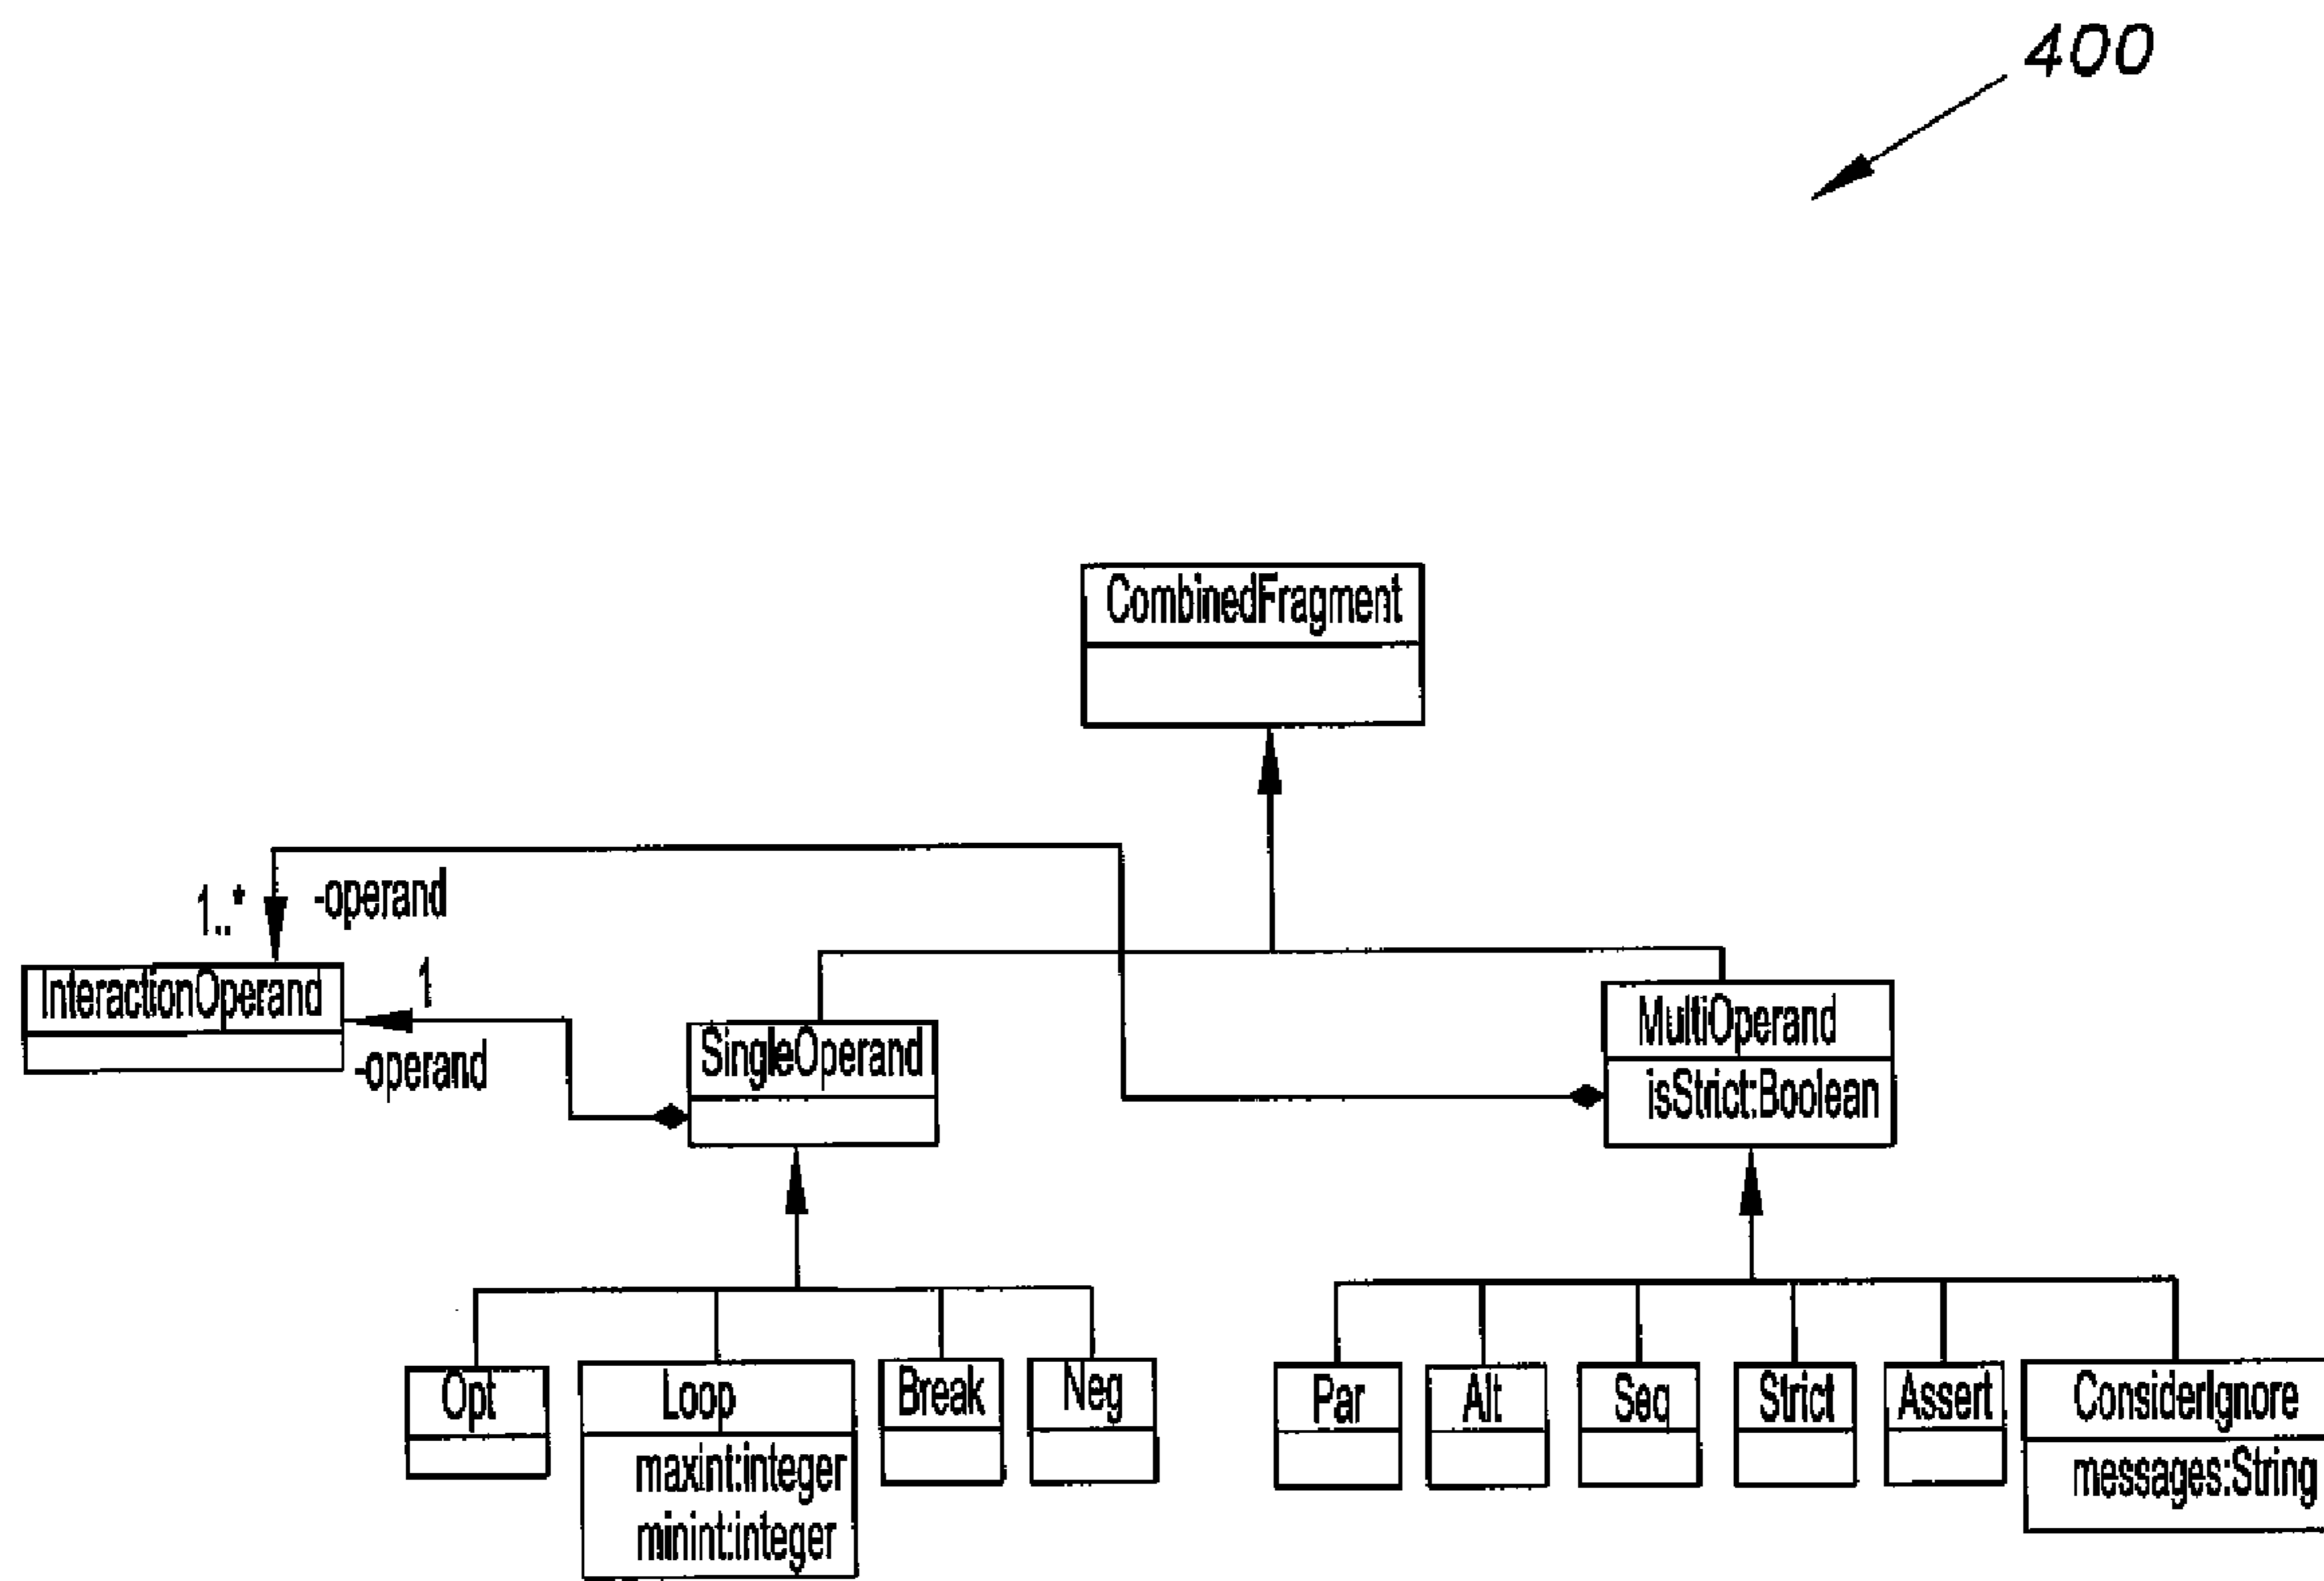 400
CombinedFragment
1..*
-operand
InteractionOperand
1
-operand
SingleOperand
MultiOperand
isStrict:Boolean
Opt
Loop
maxint:integer
minint:integer
Break
Neg
Par
Alt
Seq
Strict
Assert
ConsiderIgnore
messages:String